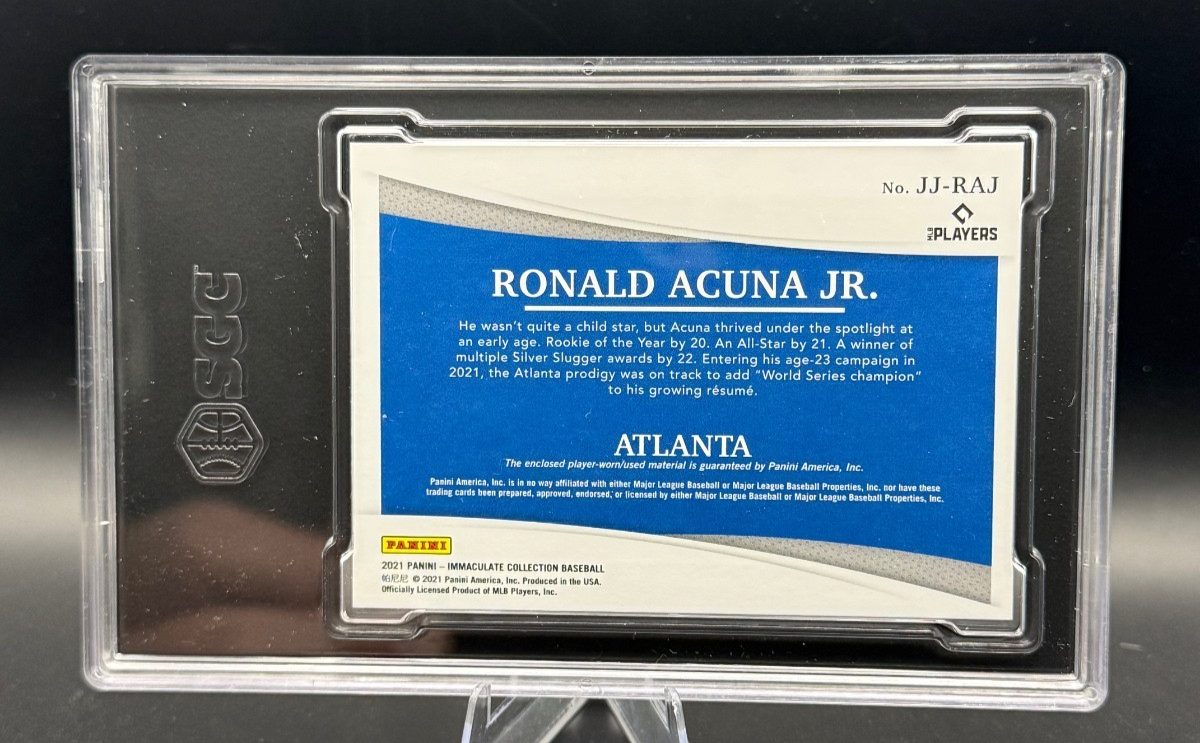 SGC
No. JJ-RAJ
MLB PLAYERS
RONALD ACUNA JR.
He wasn't quite a child star, but Acuna thrived under the spotlight at
an early age. Rookie of the Year by 20. An All-Star by 21. A winner of
multiple Silver Slugger awards by 22. Entering his age-23 campaign in
2021, the Atlanta prodigy was on track to add "World Series champion"
to his growing résumé.
ATLANTA
The enclosed player-worn/used material is guaranteed by Panini America, Inc.
Panini America, Inc. is in no way affiliated with either Major League Baseball or Major League Baseball Properties, Inc. nor have these
trading cards been prepared, approved, endorsed, or licensed by either Major League Baseball or Major League Baseball Properties, Inc.
PANINI
2021 PANINI – IMMACULATE COLLECTION BASEBALL
帕尼尼 © 2021 Panini America, Inc. Produced in the USA.
Officially Licensed Product of MLB Players, Inc.